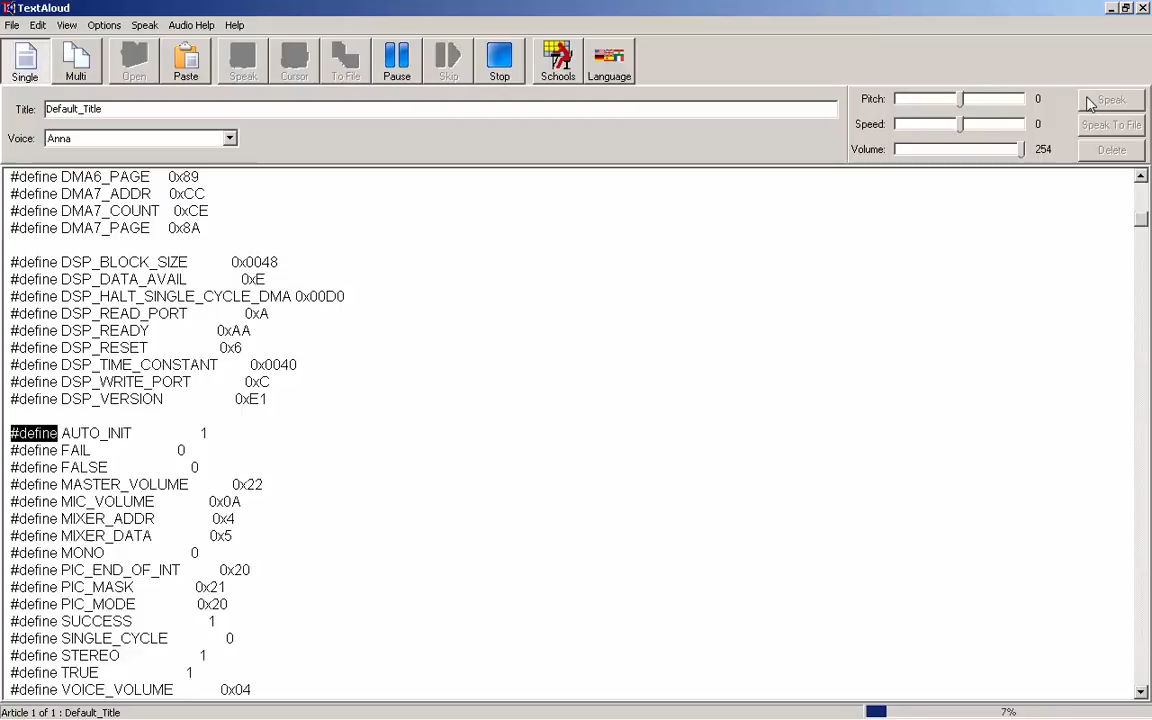 TextAloud
File Edit View Options Speak Audio Help Help
Single Multi Open Paste Speak Cursor To File Pause Skip Stop Schools Language
Title: Default_Title
Voice: Anna
Pitch: 0 Speak
Speed: 0 Speak To File
Volume: 254 Delete
#define DMA6_PAGE 0x89
#define DMA7_ADDR 0xCC
#define DMA7_COUNT 0xCE
#define DMA7_PAGE 0x8A
#define DSP_BLOCK_SIZE 0x0048
#define DSP_DATA_AVAIL 0xE
#define DSP_HALT_SINGLE_CYCLE_DMA 0x00D0
#define DSP_READ_PORT 0xA
#define DSP_READY 0xAA
#define DSP_RESET 0x6
#define DSP_TIME_CONSTANT 0x0040
#define DSP_WRITE_PORT 0xC
#define DSP_VERSION 0xE1
#define AUTO_INIT 1
#define FAIL 0
#define FALSE 0
#define MASTER_VOLUME 0x22
#define MIC_VOLUME 0x0A
#define MIXER_ADDR 0x4
#define MIXER_DATA 0x5
#define MONO 0
#define PIC_END_OF_INT 0x20
#define PIC_MASK 0x21
#define PIC_MODE 0x20
#define SUCCESS 1
#define SINGLE_CYCLE 0
#define STEREO 1
#define TRUE 1
#define VOICE_VOLUME 0x04
Article 1 of 1 : Default_Title 7%